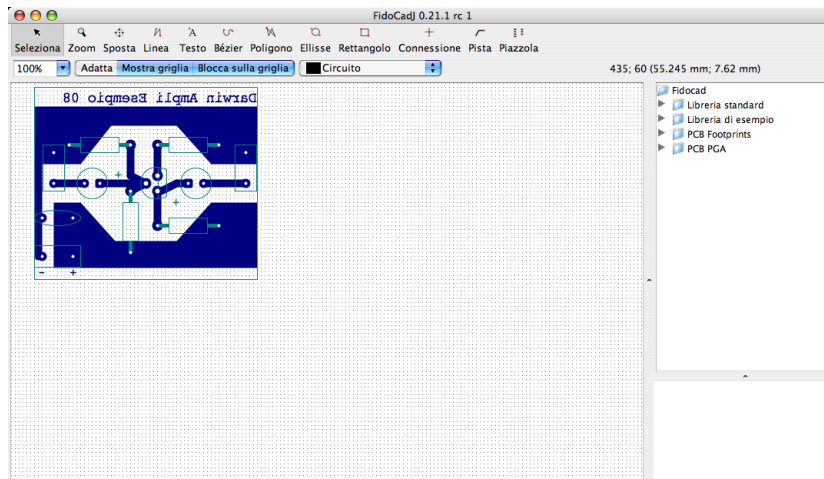 FidoCadJ 0.21.1 rc 1
Seleziona Zoom Sposta Linea Testo Bézier Poligono Ellisse Rettangolo Connessione Pista Piazzola
100% Adatta Mostra griglia Blocca sulla griglia Circuito 435; 60 (55.245 mm; 7.62 mm)
Darwin Ampli Esempio 08
+
+
- +
Fidocad
Libreria standard
Libreria di esempio
PCB Footprints
PCB PGA